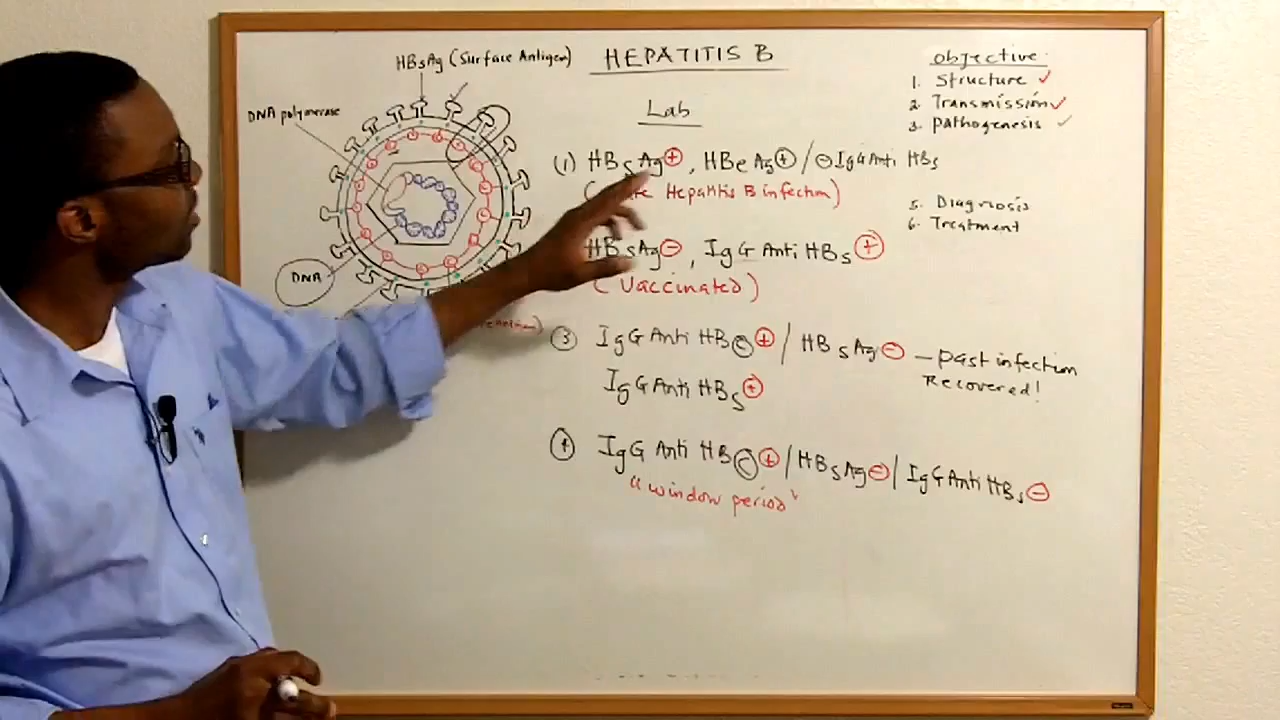 HEPATITIS B
HBsAg (Surface Antigen)
DNA polymerase
DNA
Objective
1. Structure ✓
2. Transmission ✓
3. pathogenesis ✓
5. Diagnosis
6. Treatment
Lab
(1) HBsAg⊕, HBeAg⊕/⊖IgG Anti HBs
Hepatitis B infection)
HBsAg⊖, IgG Anti HBs⊕
(Vaccinated)
③ IgG Anti HBc⊕ / HBsAg⊖ – past infection
IgG Anti HBs⊕ Recovered!
④ IgG Anti HBc⊕ / HBsAg⊖ / IgG Anti HBs⊖
"window period"